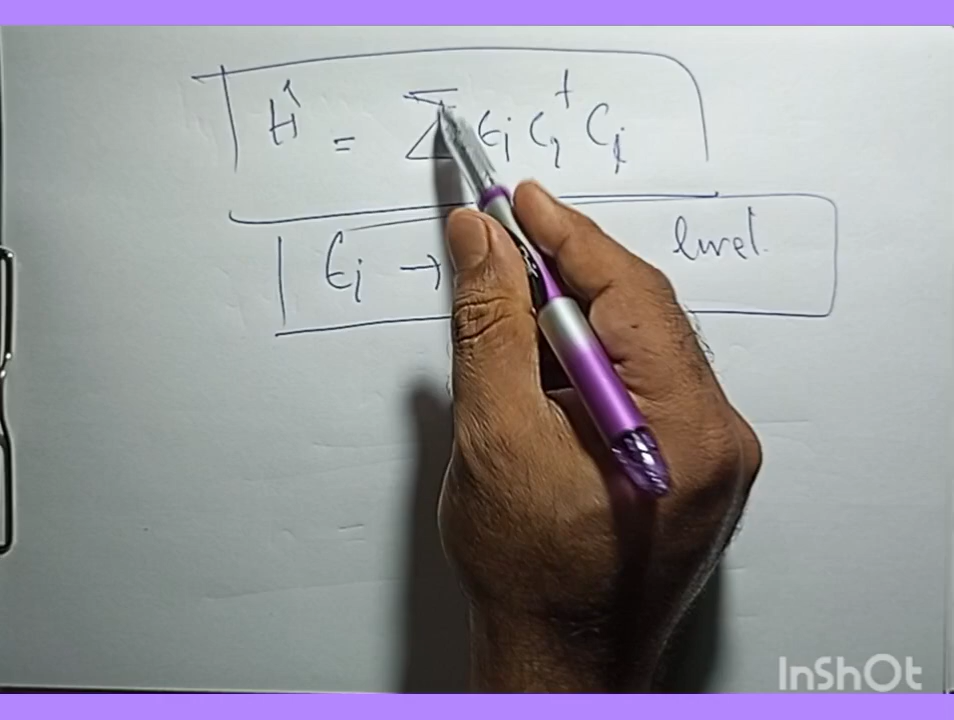 Ĥ = Σ ϵi Ci† Ci
ϵi → level.
InShOt